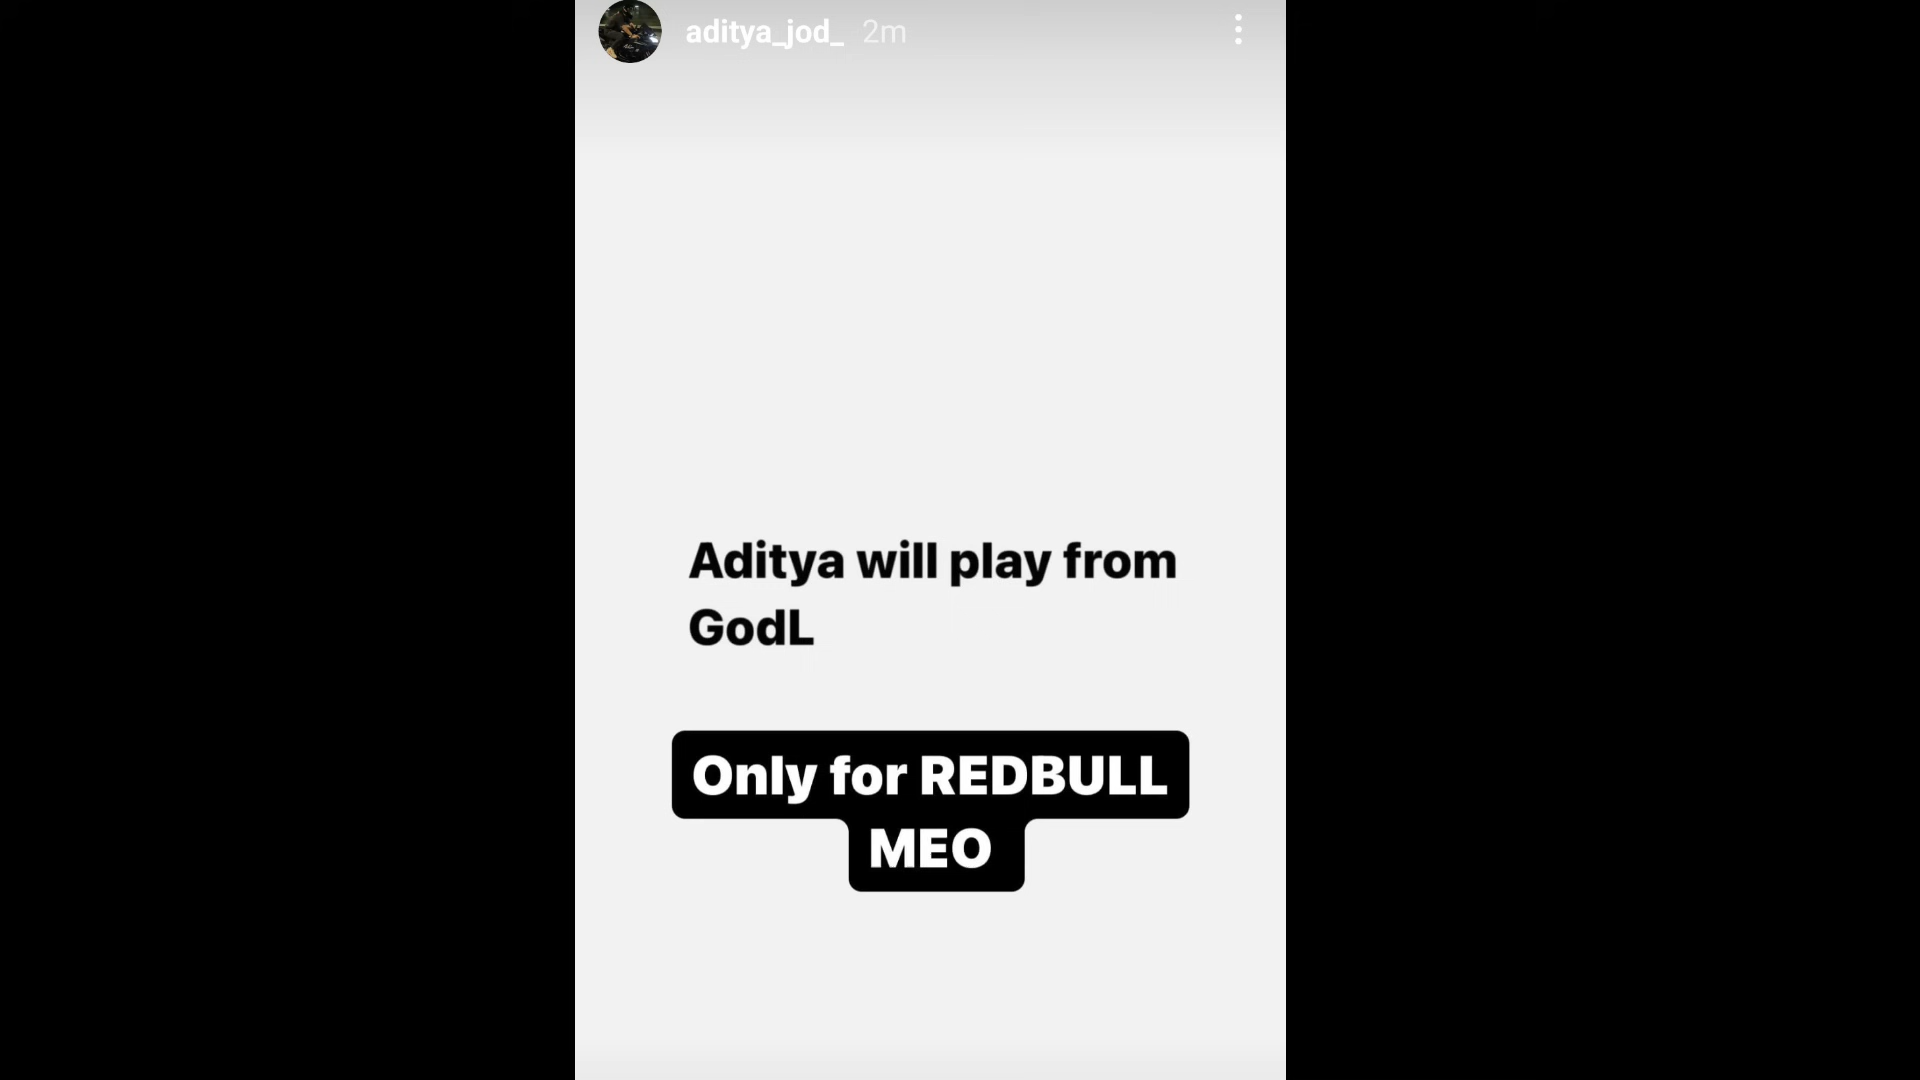 aditya_jod_ 2m
Aditya will play from
GodL
Only for REDBULL
MEO